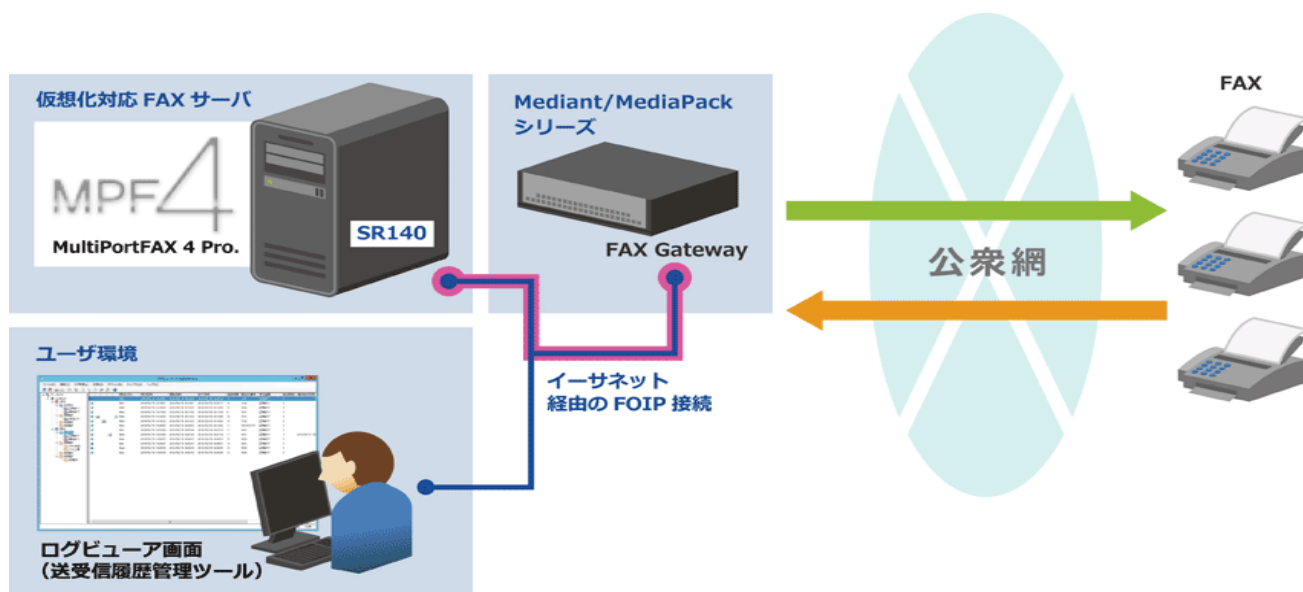 仮想化対応 FAX サーバ
MPF4
MultiPortFAX 4 Pro.
SR140
Mediant/MediaPack
シリーズ
FAX Gateway
公衆網
FAX
イーサネット
経由の FOIP 接続
ユーザ環境
ログビューア画面
（送受信履歴管理ツール）